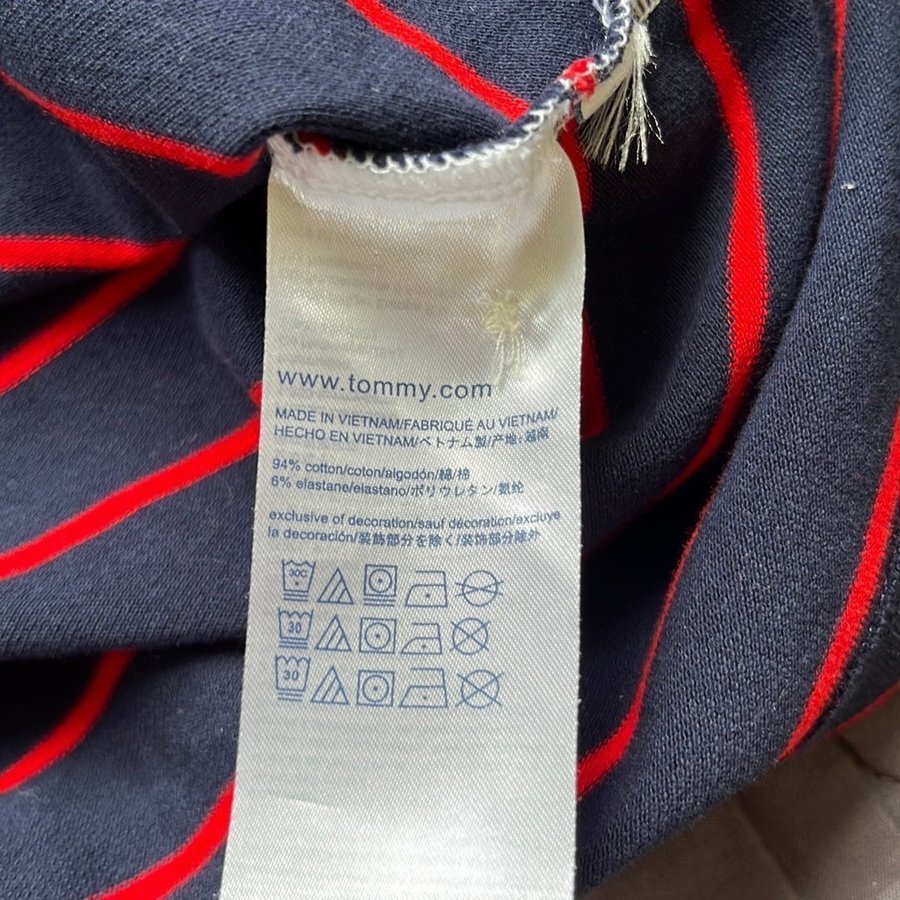 www.tommy.com
MADE IN VIETNAM/FABRIQUÉ AU VIETNAM/
HECHO EN VIETNAM/ベトナム製/产地:越南
94% cotton/coton/algodón/綿/棉
6% elastane/elastano/ポリウレタン/氨纶
exclusive of decoration/sauf décoration/excluye
la decoración/装飾部分を除く/装饰部分除外
30C
30
30